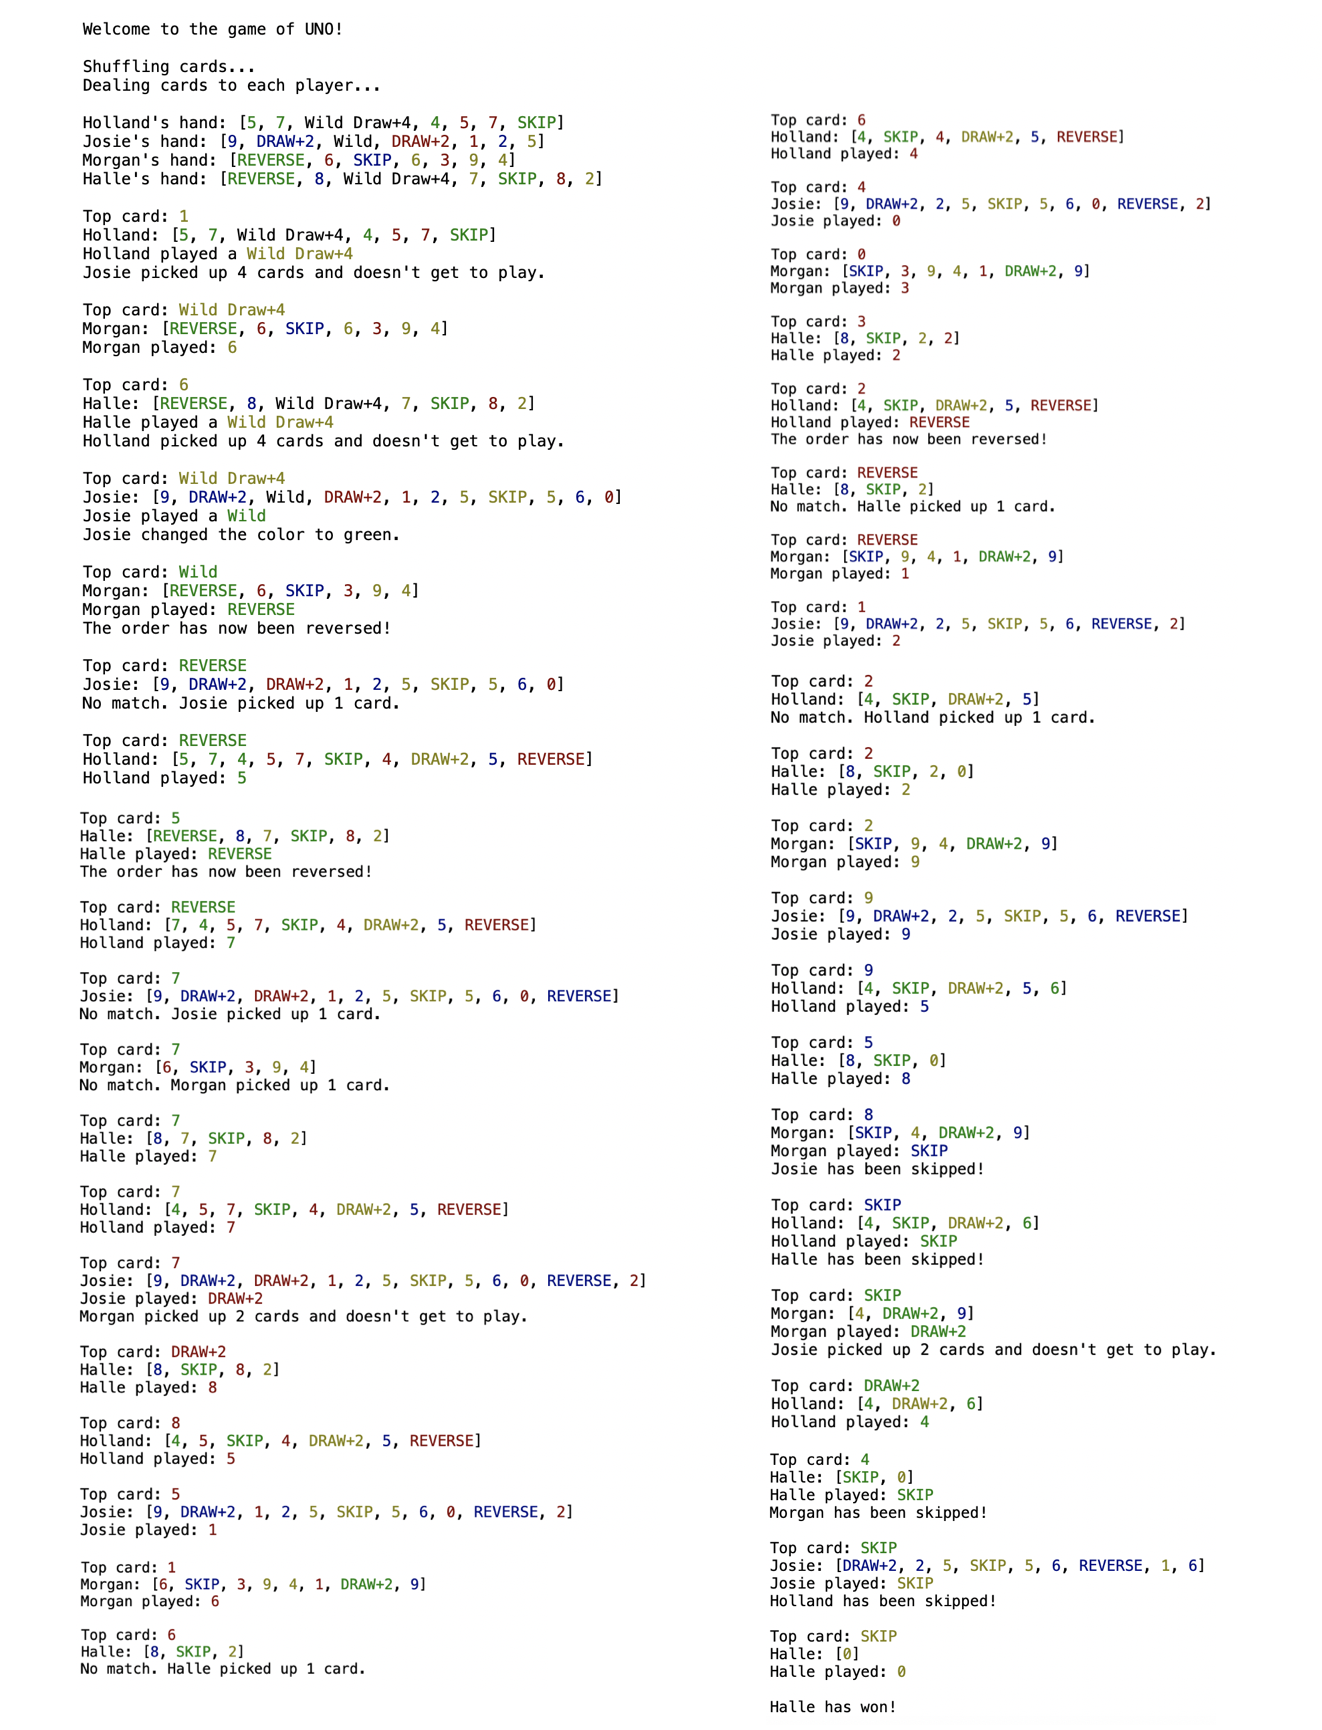 Welcome to the game of UNO!
Shuffling cards...
Dealing cards to each player...
Holland's hand: [5, 7, Wild Draw+4, 4, 5, 7, SKIP]
Josie's hand: [9, DRAW+2, Wild, DRAW+2, 1, 2, 5]
Morgan's hand: [REVERSE, 6, SKIP, 6, 3, 9, 4]
Halle's hand: [REVERSE, 8, Wild Draw+4, 7, SKIP, 8, 2]
Top card: 1
Holland: [5, 7, Wild Draw+4, 4, 5, 7, SKIP]
Holland played a Wild Draw+4
Josie picked up 4 cards and doesn't get to play.
Top card: Wild Draw+4
Morgan: [REVERSE, 6, SKIP, 6, 3, 9, 4]
Morgan played: 6
Top card: 6
Halle: [REVERSE, 8, Wild Draw+4, 7, SKIP, 8, 2]
Halle played a Wild Draw+4
Holland picked up 4 cards and doesn't get to play.
Top card: Wild Draw+4
Josie: [9, DRAW+2, Wild, DRAW+2, 1, 2, 5, SKIP, 5, 6, 0]
Josie played a Wild
Josie changed the color to green.
Top card: Wild
Morgan: [REVERSE, 6, SKIP, 3, 9, 4]
Morgan played: REVERSE
The order has now been reversed!
Top card: REVERSE
Josie: [9, DRAW+2, DRAW+2, 1, 2, 5, SKIP, 5, 6, 0]
No match. Josie picked up 1 card.
Top card: REVERSE
Holland: [5, 7, 4, 5, 7, SKIP, 4, DRAW+2, 5, REVERSE]
Holland played: 5
Top card: 5
Halle: [REVERSE, 8, 7, SKIP, 8, 2]
Halle played: REVERSE
The order has now been reversed!
Top card: REVERSE
Holland: [7, 4, 5, 7, SKIP, 4, DRAW+2, 5, REVERSE]
Holland played: 7
Top card: 7
Josie: [9, DRAW+2, DRAW+2, 1, 2, 5, SKIP, 5, 6, 0, REVERSE]
No match. Josie picked up 1 card.
Top card: 7
Morgan: [6, SKIP, 3, 9, 4]
No match. Morgan picked up 1 card.
Top card: 7
Halle: [8, 7, SKIP, 8, 2]
Halle played: 7
Top card: 7
Holland: [4, 5, 7, SKIP, 4, DRAW+2, 5, REVERSE]
Holland played: 7
Top card: 7
Josie: [9, DRAW+2, DRAW+2, 1, 2, 5, SKIP, 5, 6, 0, REVERSE, 2]
Josie played: DRAW+2
Morgan picked up 2 cards and doesn't get to play.
Top card: DRAW+2
Halle: [8, SKIP, 8, 2]
Halle played: 8
Top card: 8
Holland: [4, 5, SKIP, 4, DRAW+2, 5, REVERSE]
Holland played: 5
Top card: 5
Josie: [9, DRAW+2, 1, 2, 5, SKIP, 5, 6, 0, REVERSE, 2]
Josie played: 1
Top card: 1
Morgan: [6, SKIP, 3, 9, 4, 1, DRAW+2, 9]
Morgan played: 6
Top card: 6
Halle: [8, SKIP, 2]
No match. Halle picked up 1 card.
Top card: 6
Holland: [4, SKIP, 4, DRAW+2, 5, REVERSE]
Holland played: 4
Top card: 4
Josie: [9, DRAW+2, 2, 5, SKIP, 5, 6, 0, REVERSE, 2]
Josie played: 0
Top card: 0
Morgan: [SKIP, 3, 9, 4, 1, DRAW+2, 9]
Morgan played: 3
Top card: 3
Halle: [8, SKIP, 2, 2]
Halle played: 2
Top card: 2
Holland: [4, SKIP, DRAW+2, 5, REVERSE]
Holland played: REVERSE
The order has now been reversed!
Top card: REVERSE
Halle: [8, SKIP, 2]
No match. Halle picked up 1 card.
Top card: REVERSE
Morgan: [SKIP, 9, 4, 1, DRAW+2, 9]
Morgan played: 1
Top card: 1
Josie: [9, DRAW+2, 2, 5, SKIP, 5, 6, REVERSE, 2]
Josie played: 2
Top card: 2
Holland: [4, SKIP, DRAW+2, 5]
No match. Holland picked up 1 card.
Top card: 2
Halle: [8, SKIP, 2, 0]
Halle played: 2
Top card: 2
Morgan: [SKIP, 9, 4, DRAW+2, 9]
Morgan played: 9
Top card: 9
Josie: [9, DRAW+2, 2, 5, SKIP, 5, 6, REVERSE]
Josie played: 9
Top card: 9
Holland: [4, SKIP, DRAW+2, 5, 6]
Holland played: 5
Top card: 5
Halle: [8, SKIP, 0]
Halle played: 8
Top card: 8
Morgan: [SKIP, 4, DRAW+2, 9]
Morgan played: SKIP
Josie has been skipped!
Top card: SKIP
Holland: [4, SKIP, DRAW+2, 6]
Holland played: SKIP
Halle has been skipped!
Top card: SKIP
Morgan: [4, DRAW+2, 9]
Morgan played: DRAW+2
Josie picked up 2 cards and doesn't get to play.
Top card: DRAW+2
Holland: [4, DRAW+2, 6]
Holland played: 4
Top card: 4
Halle: [SKIP, 0]
Halle played: SKIP
Morgan has been skipped!
Top card: SKIP
Josie: [DRAW+2, 2, 5, SKIP, 5, 6, REVERSE, 1, 6]
Josie played: SKIP
Holland has been skipped!
Top card: SKIP
Halle: [0]
Halle played: 0
Halle has won!